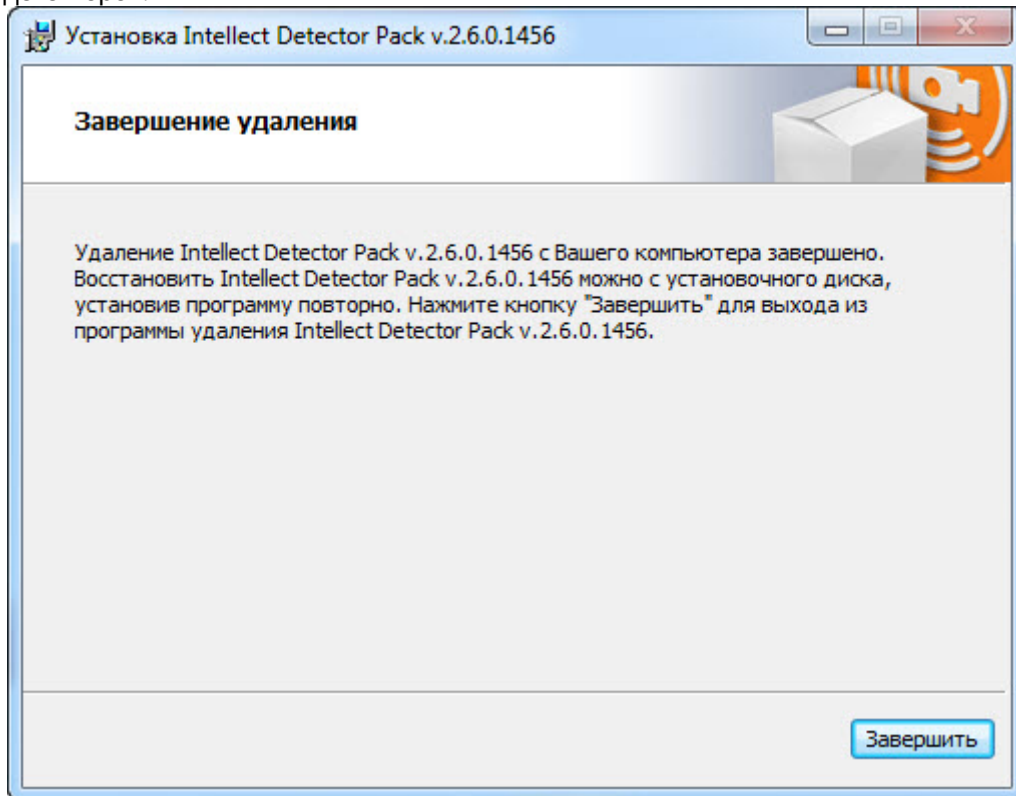 Установка Intellect Detector Pack v.2.6.0.1456
Завершение удаления
Удаление Intellect Detector Pack v.2.6.0.1456 с Вашего компьютера завершено.
Восстановить Intellect Detector Pack v.2.6.0.1456 можно с установочного диска,
установив программу повторно. Нажмите кнопку "Завершить" для выхода из
программы удаления Intellect Detector Pack v.2.6.0.1456.
Завершить